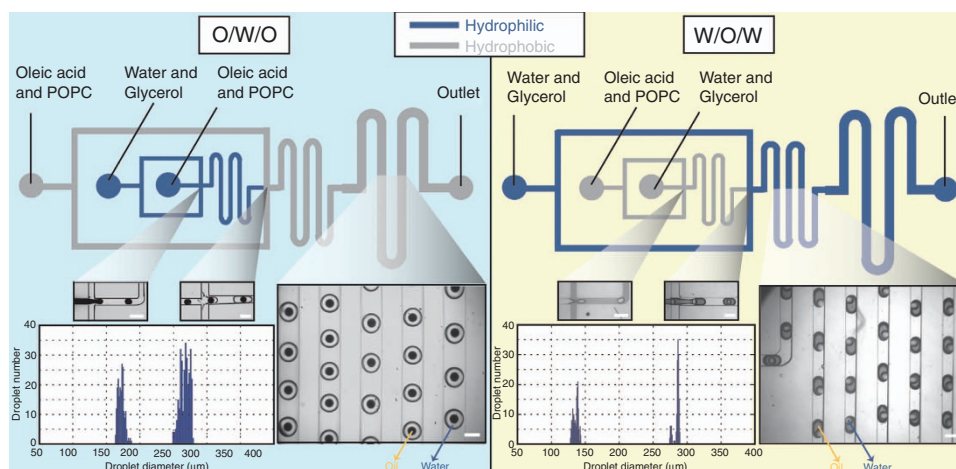 O/W/O
Hydrophilic
Hydrophobic
W/O/W
Oleic acid
and POPC
Water and
Glycerol
Oleic acid
and POPC
Outlet
Water and
Glycerol
Oleic acid
and POPC
Water and
Glycerol
Outle
40
30
20
10
0
Droplet number
50 100 150 200 250 300 350 400
Droplet diameter (μm)
Oil
Water
40
30
20
10
0
Droplet number
50 100 150 200 250 300 350 400
Droplet diameter (μm)
Oil
Water